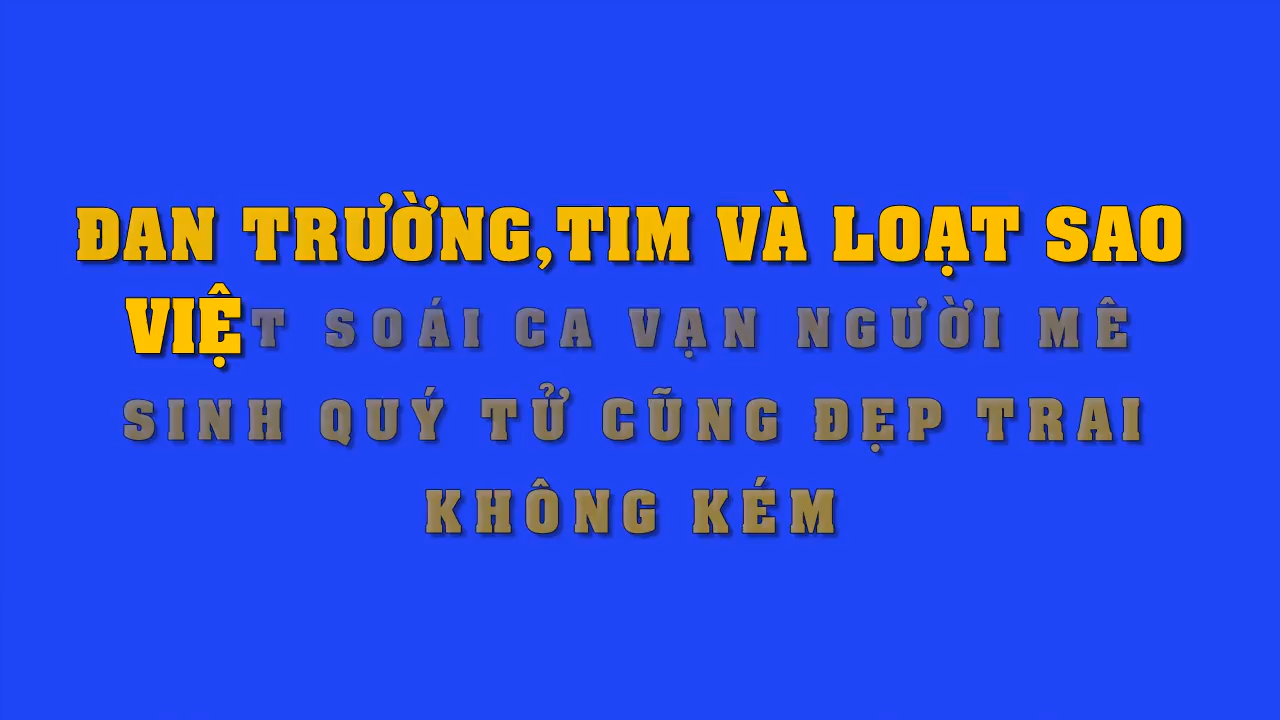 ĐAN TRƯỜNG,TIM VÀ LOẠT SAO
VIỆT SOÁI CA VẠN NGƯỜI MÊ
SINH QUÝ TỬ CŨNG ĐẸP TRAI
KHÔNG KÉM